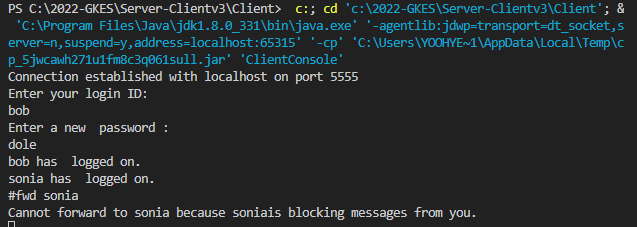 PS C:\2022-GKES\Server-Clientv3\Client>  c:; cd 'c:\2022-GKES\Server-Clientv3\Client'; &
 'C:\Program Files\Java\jdk1.8.0_331\bin\java.exe' '-agentlib:jdwp=transport=dt_socket,s
erver=n,suspend=y,address=localhost:65315' '-cp' 'C:\Users\YOOHYE~1\AppData\Local\Temp\c
p_5jwcawh271u1fm8c3q061sull.jar' 'ClientConsole'
Connection established with localhost on port 5555
Enter your login ID:
bob
Enter a new  password :
dole
bob has  logged on.
sonia has  logged on.
#fwd sonia
Cannot forward to sonia because soniais blocking messages from you.